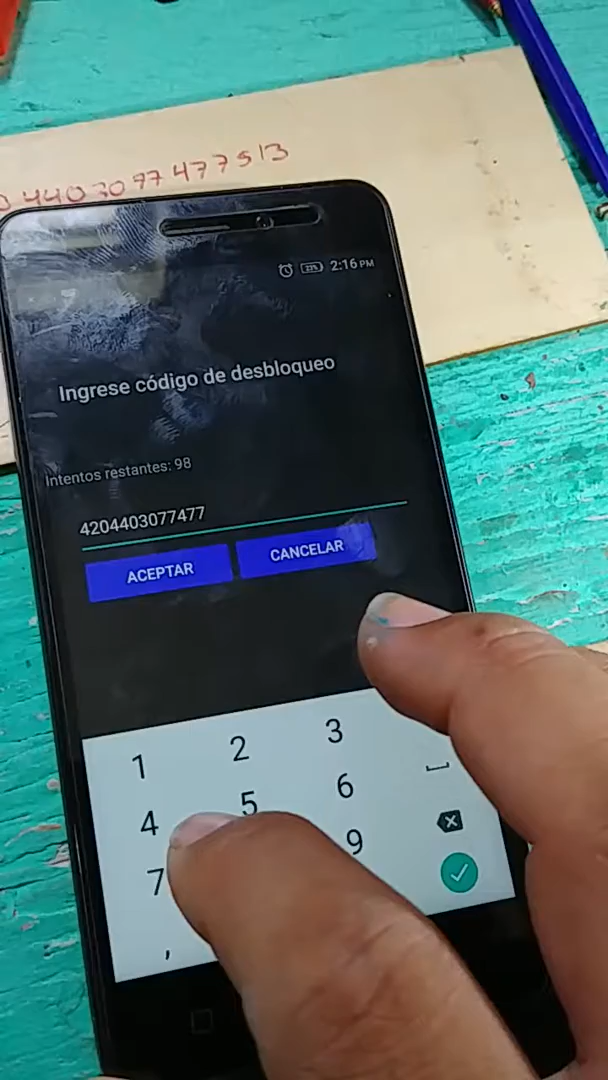 04403077477513
2:16 PM
Ingrese código de desbloqueo
Intentos restantes: 98
4204403077477
ACEPTAR CANCELAR
1 2 3
4 5 6
7 9
,